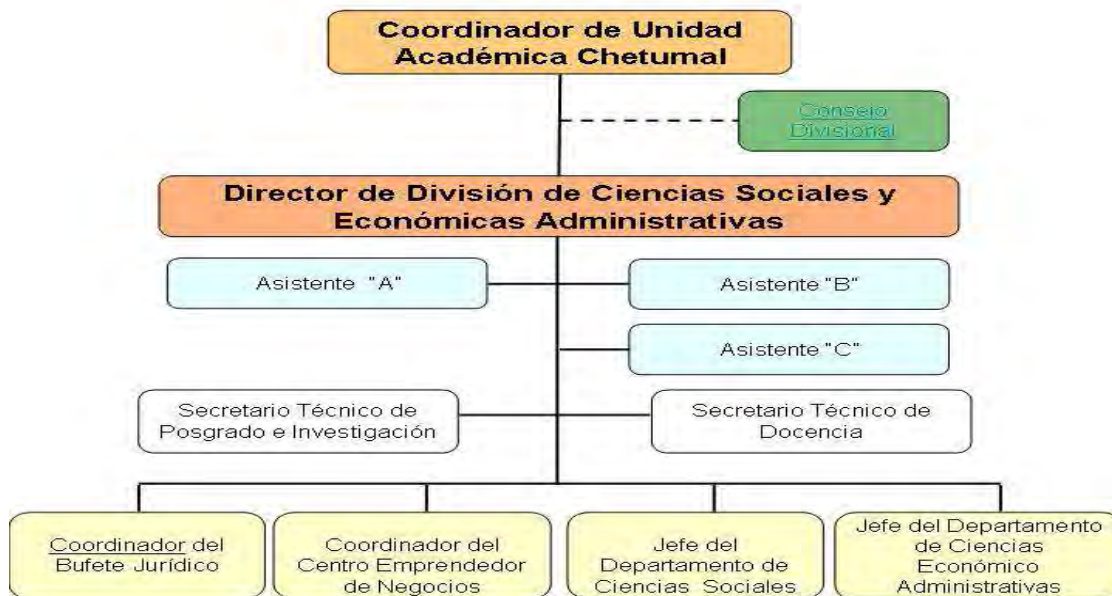 Coordinador de Unidad
Académica Chetumal
Consejo
Divisional
Director de División de Ciencias Sociales y
Económicas Administrativas
Asistente "A"
Asistente "B"
Asistente "C"
Secretario Técnico de
Posgrado e Investigación
Secretario Técnico de
Docencia
Coordinador del
Bufete Jurídico
Coordinador del
Centro Emprendedor
de Negocios
Jefe del
Departamento de
Ciencias Sociales
Jefe del Departamento
de Ciencias
Económico
Administrativas